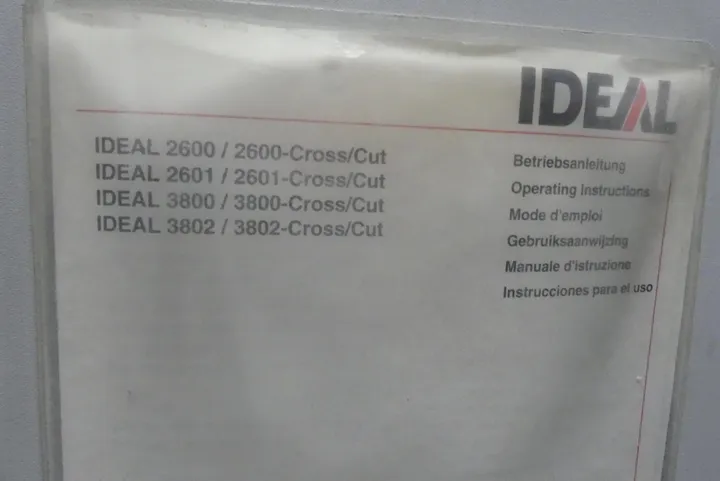 IDEAL
IDEAL 2600 / 2600-Cross/Cut
IDEAL 2601 / 2601-Cross/Cut
IDEAL 3800 / 3800-Cross/Cut
IDEAL 3802 / 3802-Cross/Cut
Betriebsanleitung
Operating Instructions
Mode d'emploi
Gebruiksaanwijzing
Manuale d'istruzione
Instrucciones para el uso